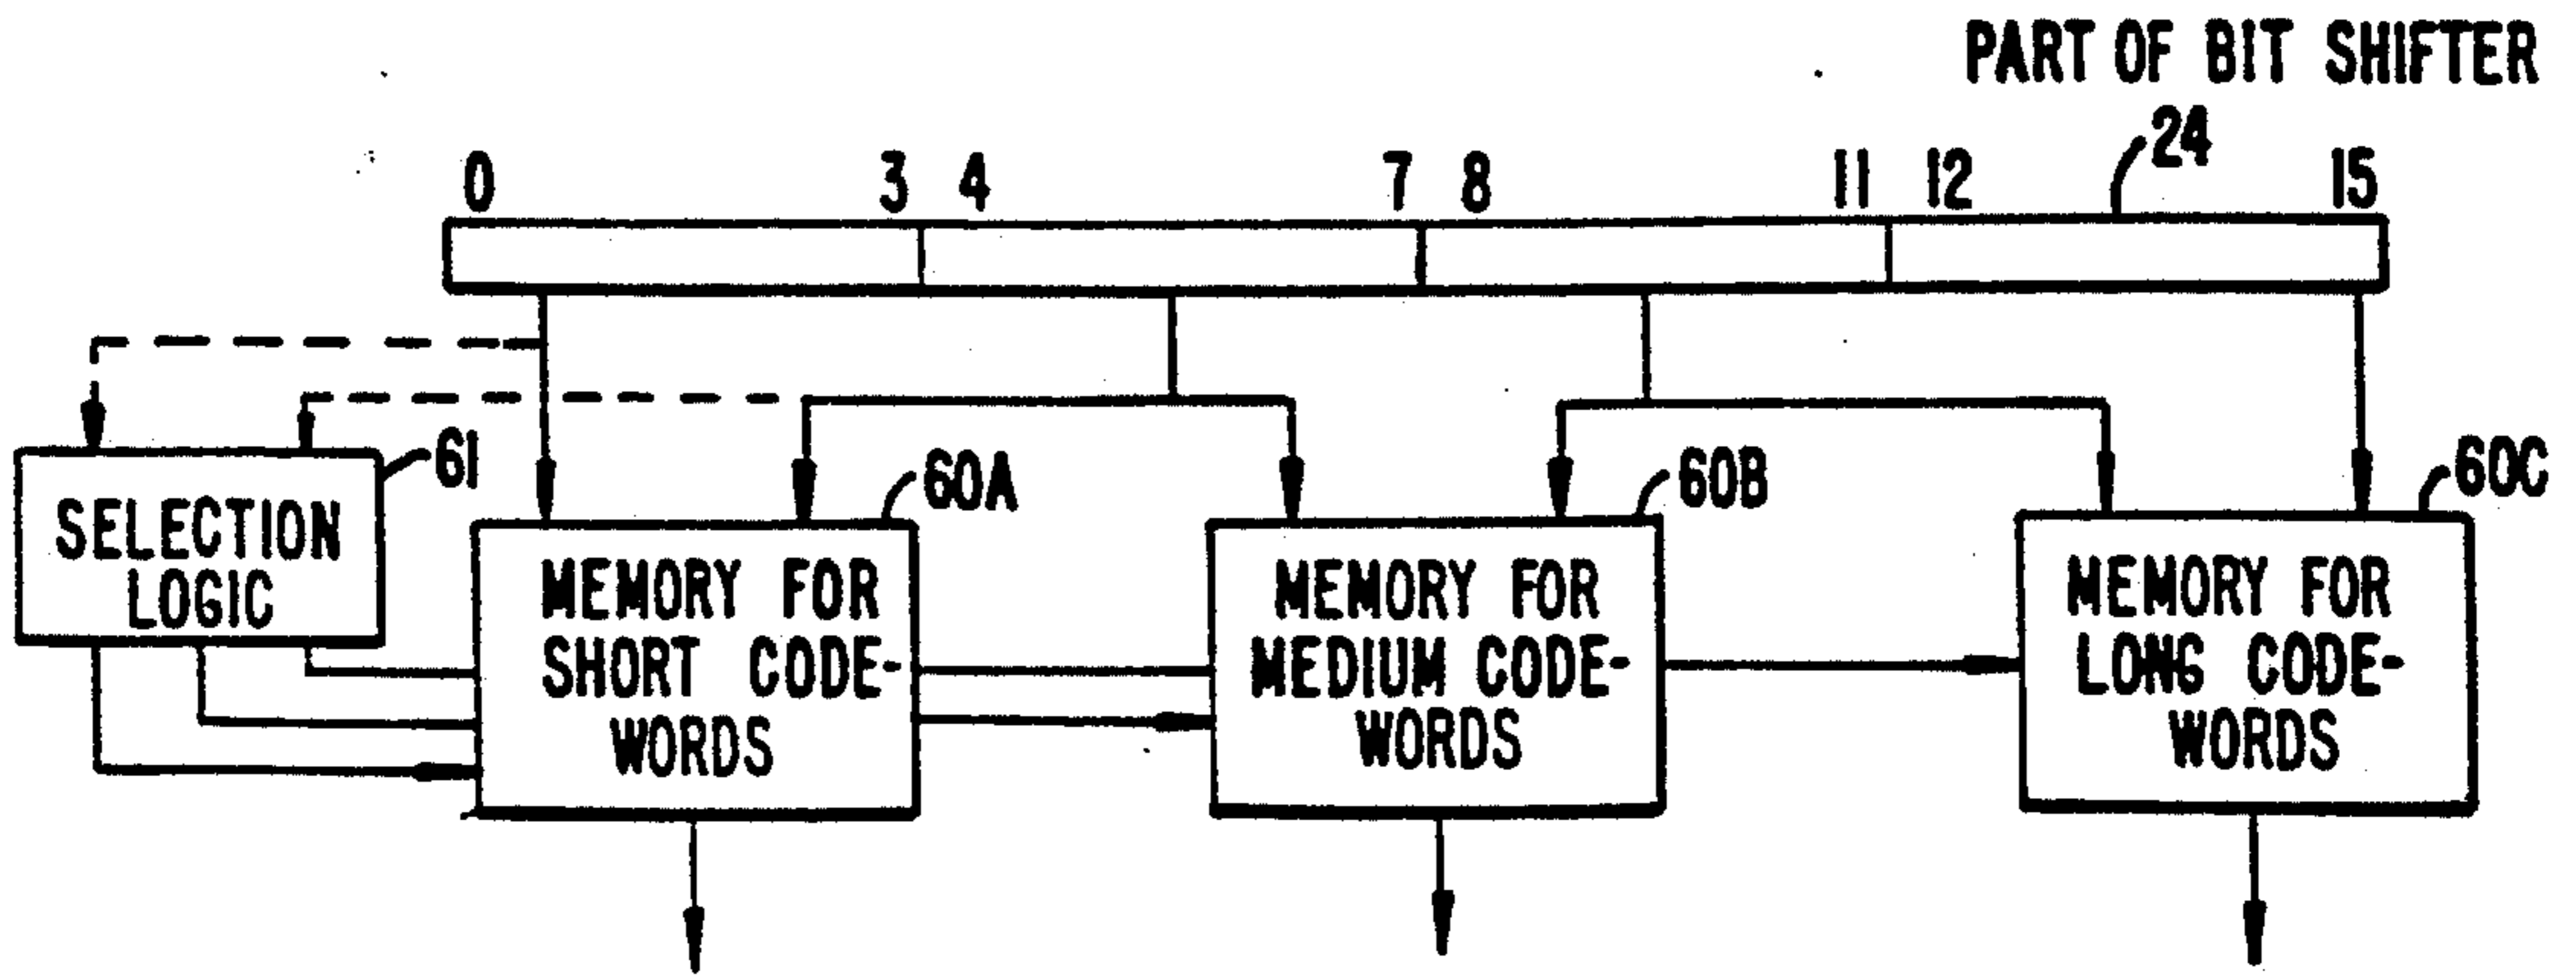 PART OF BIT SHIFTER
24
0 3 4 7 8 11 12 15
61
SELECTION
LOGIC
60A
MEMORY FOR
SHORT CODE-
WORDS
60B
MEMORY FOR
MEDIUM CODE-
WORDS
60C
MEMORY FOR
LONG CODE-
WORDS